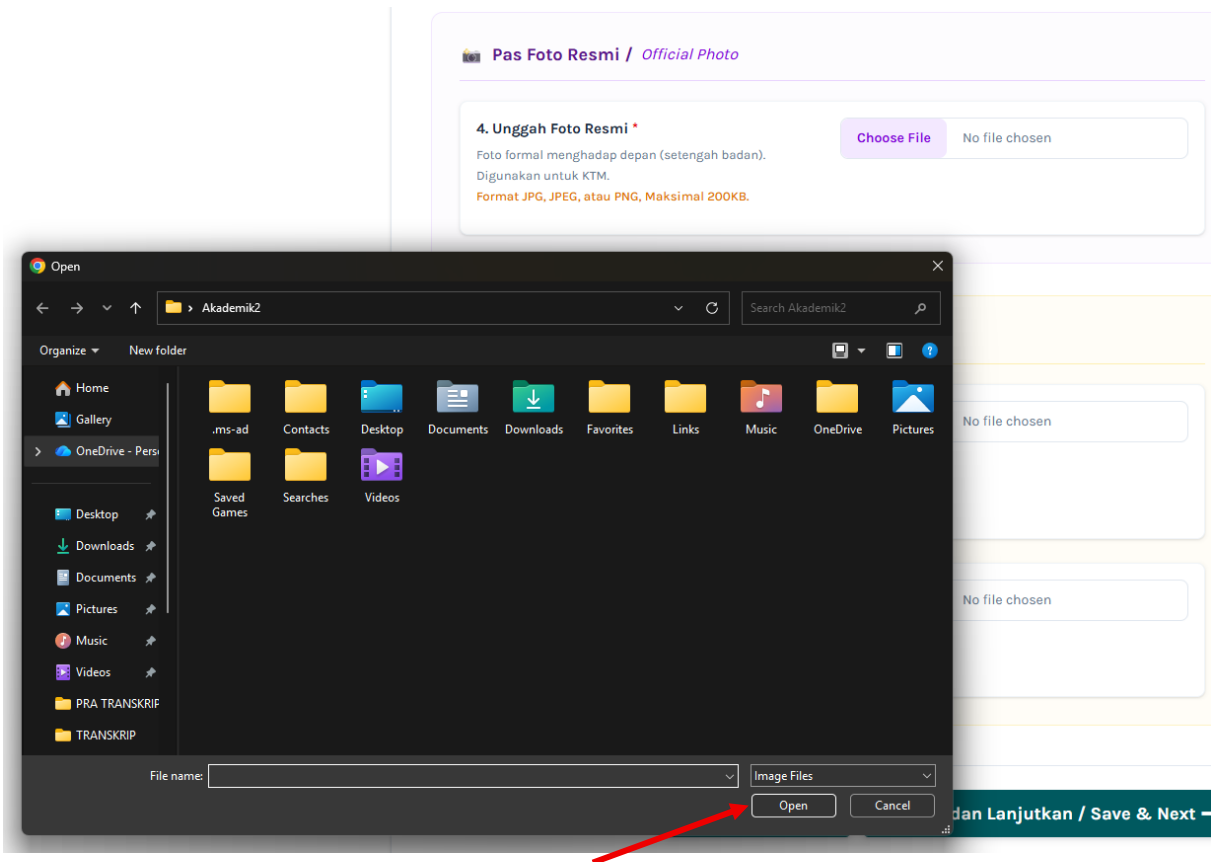 Pas Foto Resmi / Official Photo
4. Unggah Foto Resmi *
Foto formal menghadap depan (setengah badan).
Digunakan untuk KTM.
Format JPG, JPEG, atau PNG, Maksimal 200KB.
Choose File No file chosen
Open
Akademik2
Search Akademik2
Organize New folder
Home
Gallery
OneDrive - Pers
Desktop
Downloads
Documents
Pictures
Music
Videos
PRA TRANSKRIP
TRANSKRIP
.ms-ad Contacts Desktop Documents Downloads Favorites Links Music OneDrive Pictures
Saved Games Searches Videos
No file chosen
No file chosen
File name: Image Files
Open Cancel
dan Lanjutkan / Save & Next